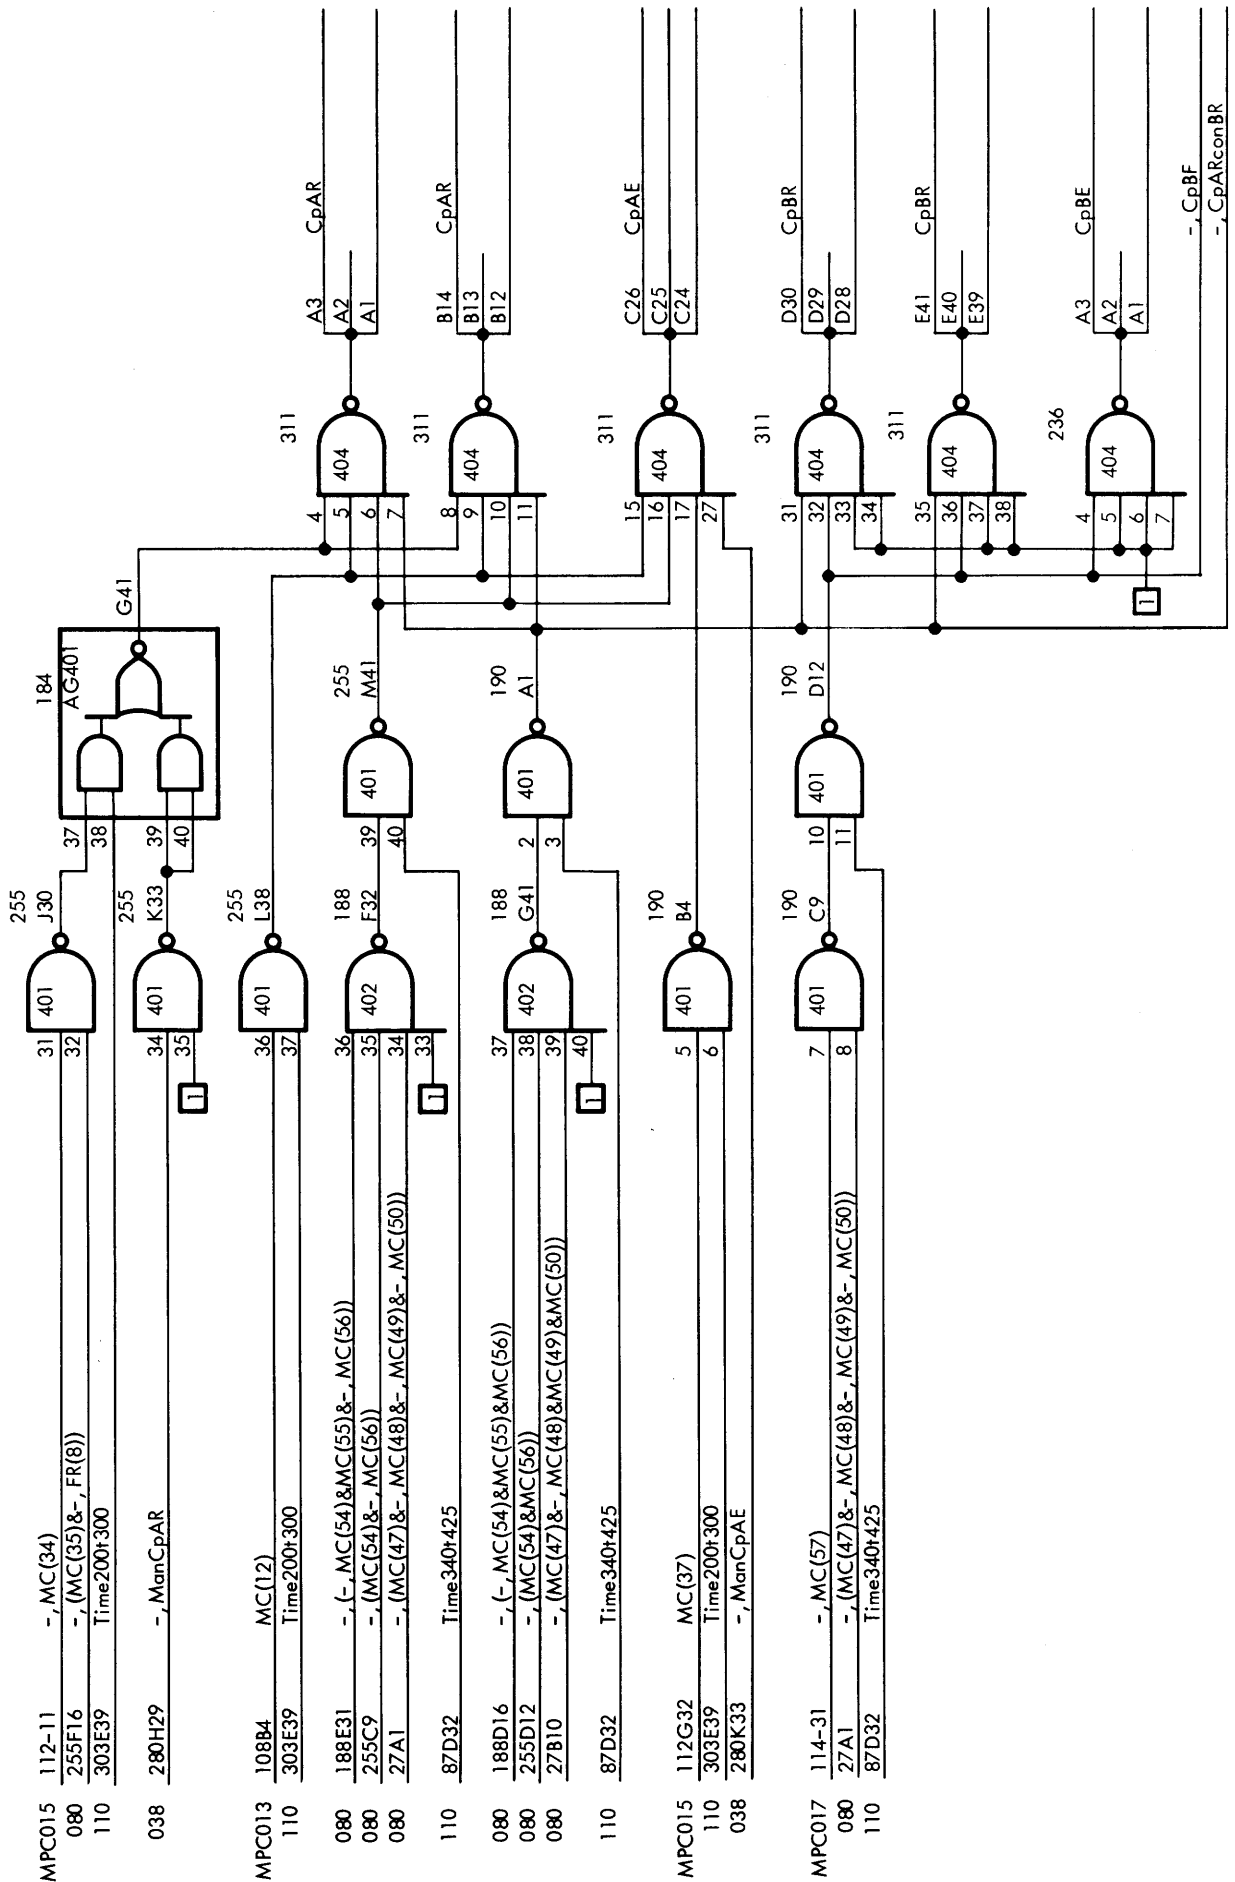 MPC015 112-11 -, MC(34)
080 255F16 -, (MC(35)&-, FR(8))
110 303E39 Time200t300
038 280H29 -, ManCpAR
MPC013 108B4 MC(12)
110 303E39 Time200t300
080 188E31 -, (-, MC(54)&MC(55)&-, MC(56))
080 255C9 -, (MC(54)&-, MC(56))
080 27A1 -, (MC(47)&-, MC(48)&-, MC(49)&-, MC(50))
110 87D32 Time340t425
080 188D16 -, (-, MC(54)&MC(55)&MC(56))
080 255D12 -, (MC(54)&MC(56))
080 27B10 -, (MC(47)&-, MC(48)&MC(49)&MC(50))
110 87D32 Time340t425
MPC015 112G32 MC(37)
110 303E39 Time200t300
038 280K33 -, ManCpAE
MPC017 114-31 -, MC(57)
080 27A1 -, (MC(47)&-, MC(48)&-, MC(49)&-, MC(50))
110 87D32 Time340t425
31
32
401
255
J30
34
35
1
401
255
K33
36
37
401
255
L38
36
35
34
33
1
402
188
F32
37
38
39
40
1
402
188
G41
5
6
401
190
B4
7
8
401
190
C9
37
38
39
40
184
AG401
G41
39
40
401
255
M41
2
3
401
190
A1
10
11
401
190
D12
4
5
6
7
404
311
A3
A2
A1
CpAR
8
9
10
11
404
311
B14
B13
B12
CpAR
15
16
17
27
404
311
C26
C25
C24
CpAE
31
32
33
34
404
311
D30
D29
D28
CpBR
35
36
37
38
404
311
E41
E40
E39
CpBR
4
5
6
7
1
404
236
A3
A2
A1
CpBE
-, CpBF
-, CpARconBR